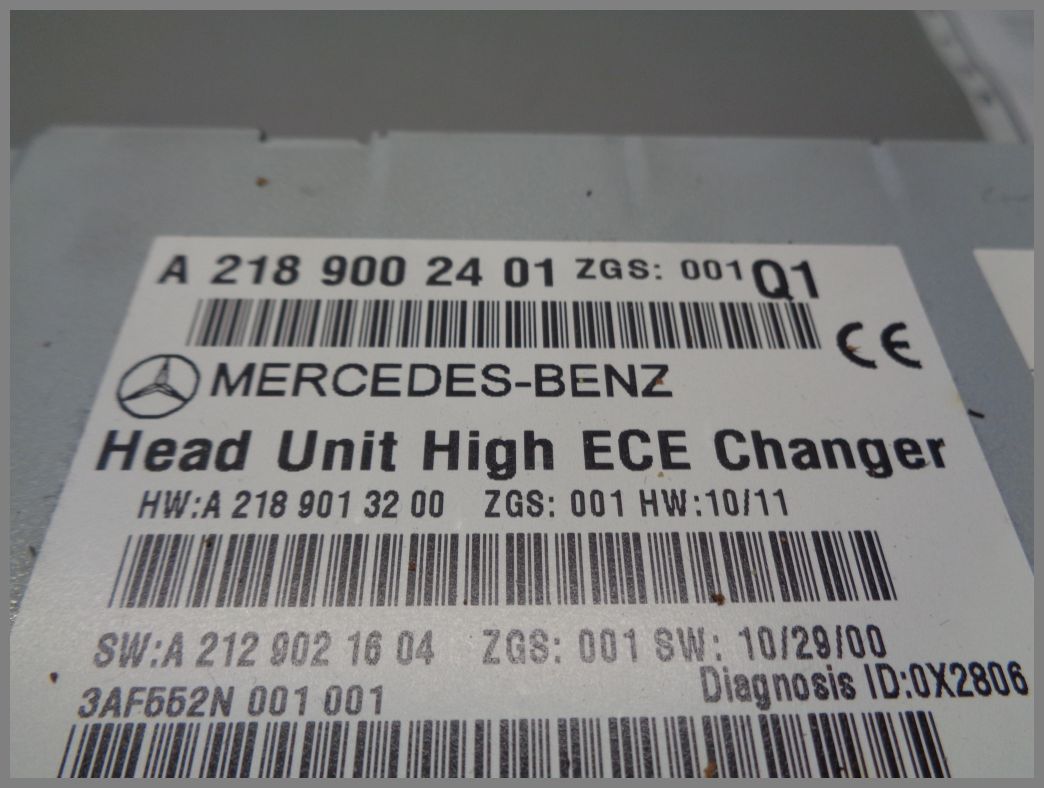 A 218 900 24 01 ZGS: 001 Q1
CE
MERCEDES-BENZ
Head Unit High ECE Changer
HW:A 218 901 32 00 ZGS: 001 HW:10/11
SW:A 212 902 16 04 ZGS: 001 SW: 10/29/00
3AF552N 001 001 Diagnosis ID:0X2806